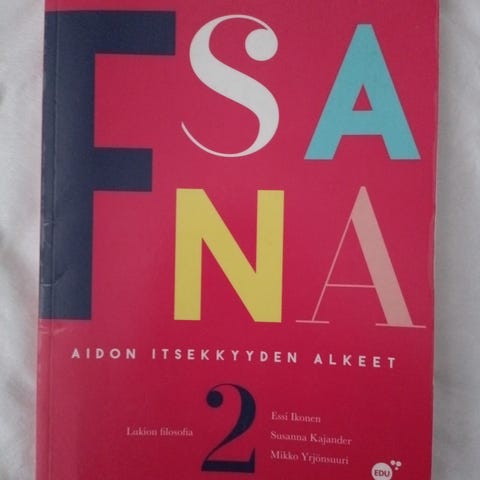 F SA
NA
AIDON ITSEKKYYDEN ALKEET
Lukion filosofia
2
Essi Ikonen
Susanna Kajander
Mikko Yrjönsuuri
EDU